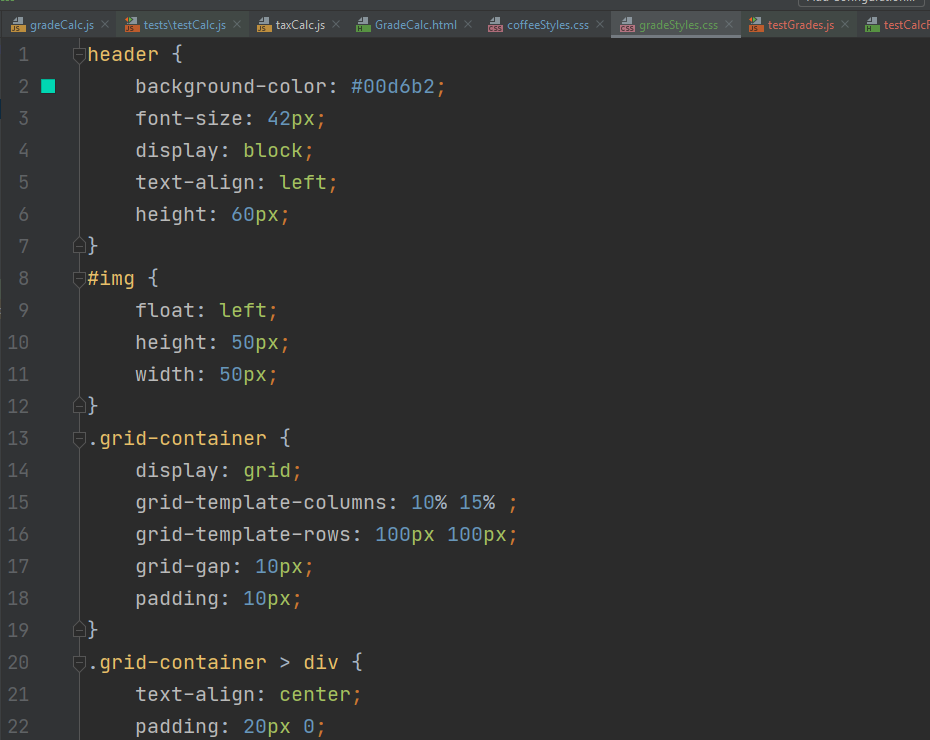 gradeCalc.js tests\testCalc.js taxCalc.js GradeCalc.html coffeeStyles.css gradeStyles.css testGrades.js
1 header {
2 background-color: #00d6b2;
3 font-size: 42px;
4 display: block;
5 text-align: left;
6 height: 60px;
7 }
8 #img {
9 float: left;
10 height: 50px;
11 width: 50px;
12 }
13 .grid-container {
14 display: grid;
15 grid-template-columns: 10% 15% ;
16 grid-template-rows: 100px 100px;
17 grid-gap: 10px;
18 padding: 10px;
19 }
20 .grid-container > div {
21 text-align: center;
22 padding: 20px 0;